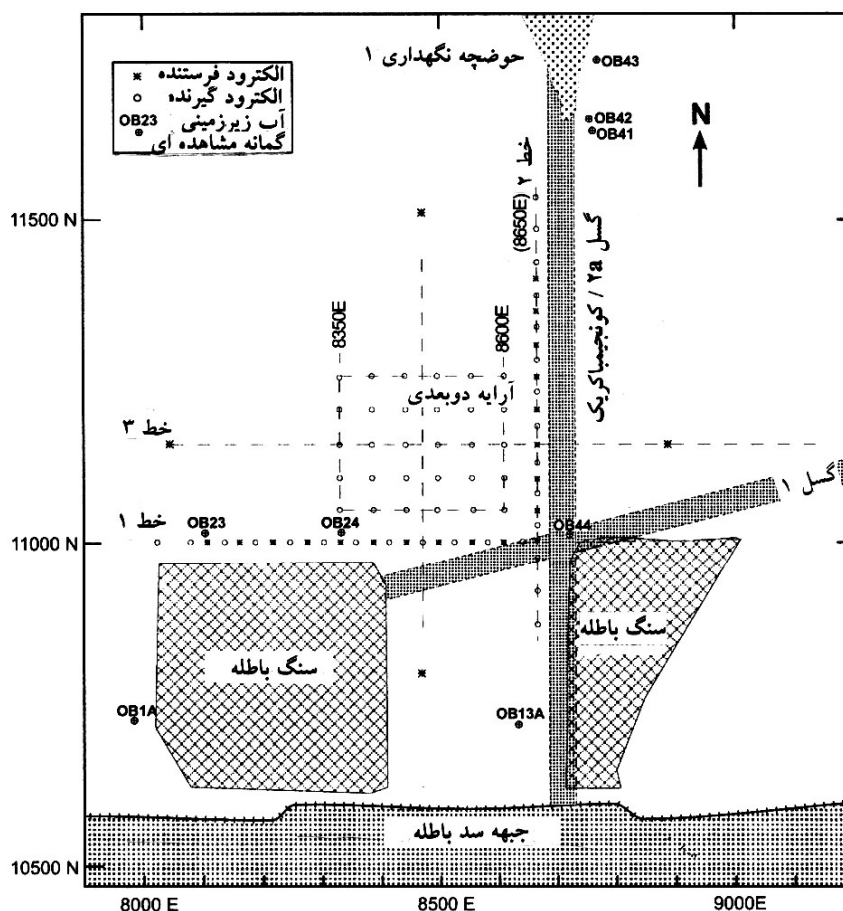 حوضچه نگهداری ۱
OB43
الکترود فرستنده
الکترود گیرنده
OB23 آب زیرزمینی
گمانه مشاهده ای
OB42
OB41
N
خط ۲
(8650E)
11500 N
گسل ۲a / کونجیمباکریک
8350E
8600E
آرایه دوبعدی
خط ۳
گسل ۱
خط ۱
OB23
OB24
OB44
11000 N
سنگ باطله
سنگ باطله
OB1A
OB13A
جبهه سد باطله
10500 N
8000 E
8500 E
9000 E